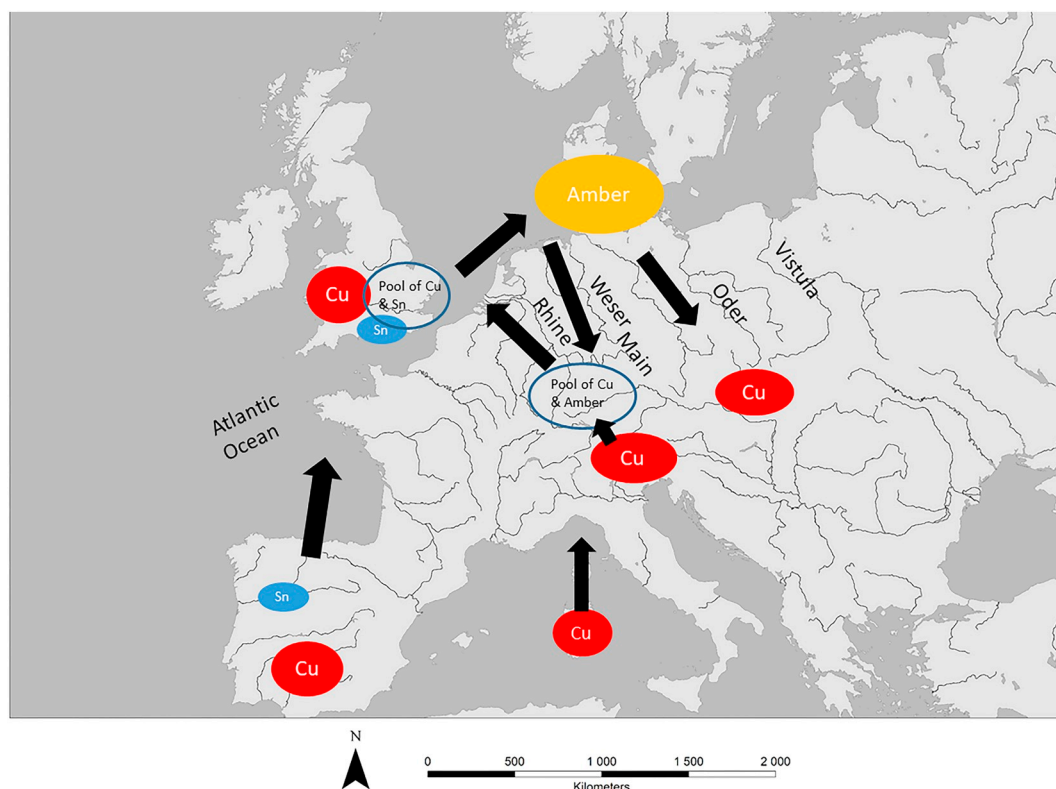 Amber
Vistula
Cu
Pool of Cu
& Sn
Sn
Oder
Weser
Rhine
Main
Pool of Cu
& Amber
Cu
Atlantic
Ocean
Cu
Sn
Cu
Cu
N
0
500
1 000
1 500
2 000
Kilometers